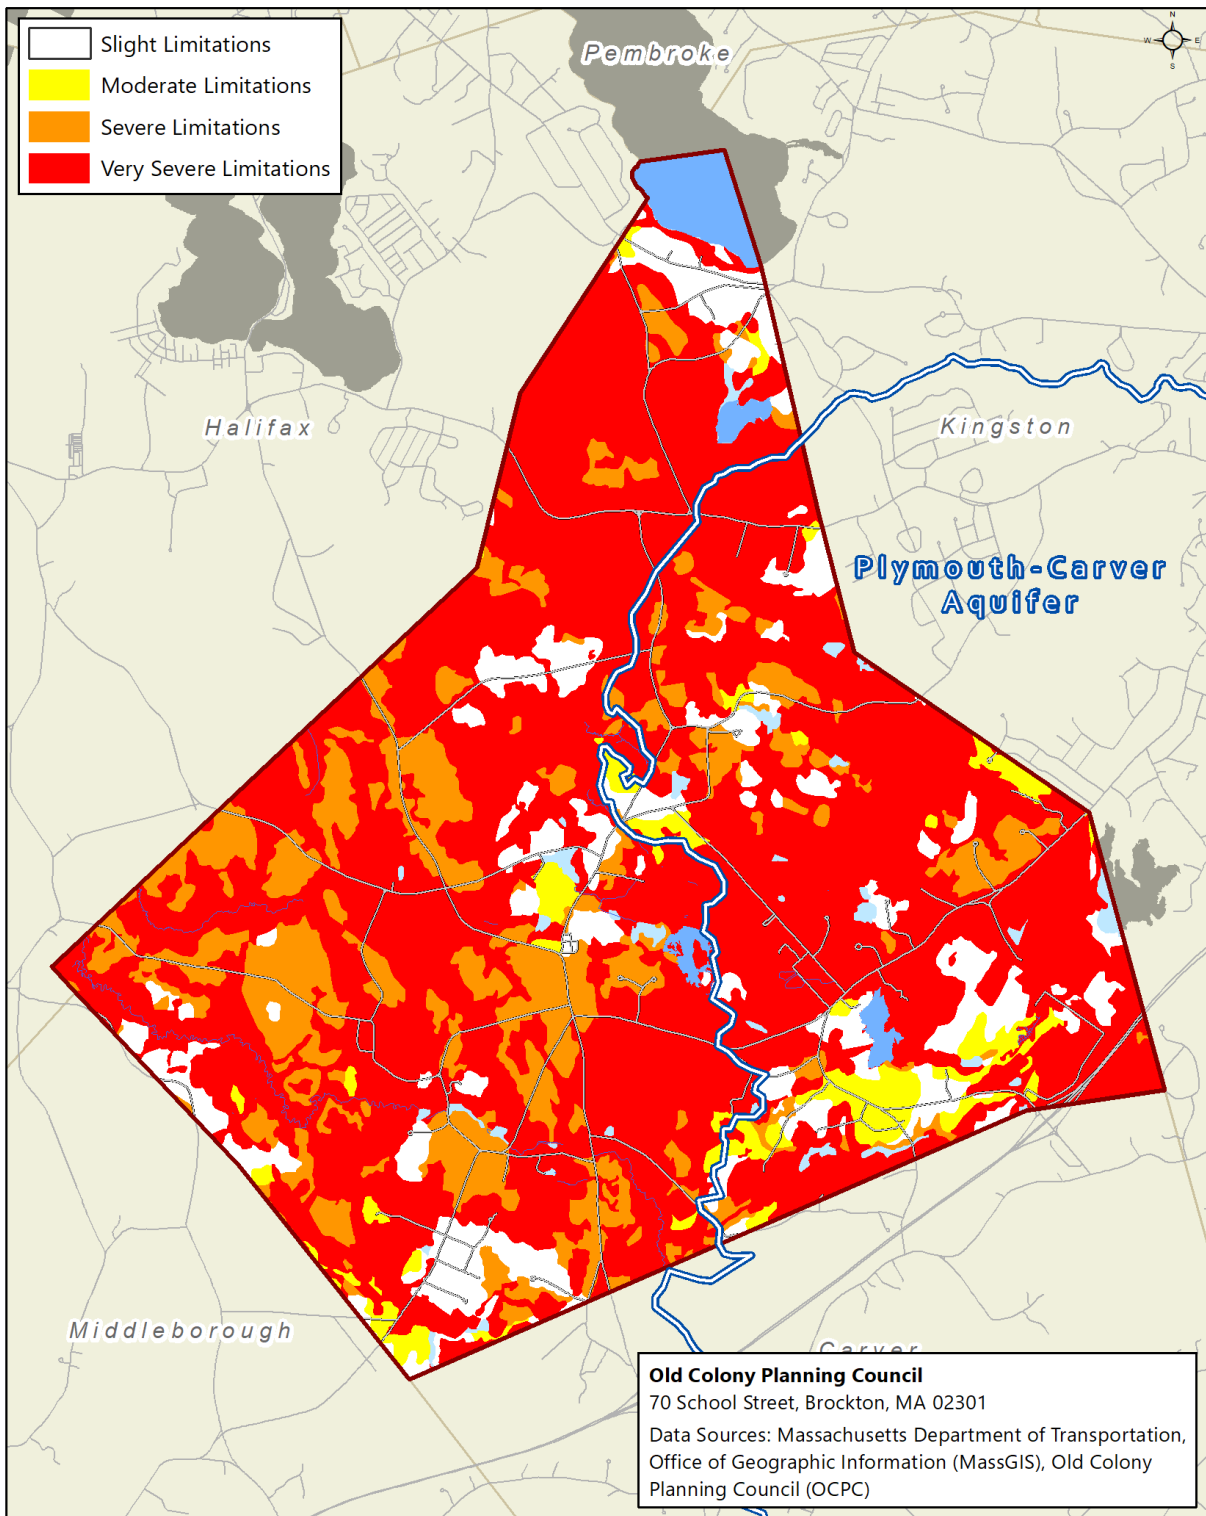 Slight Limitations
Moderate Limitations
Severe Limitations
Very Severe Limitations
N
W E
S
Pembroke
Halifax
Kingston
Plymouth-Carver
Aquifer
Middleborough
Carver
Old Colony Planning Council
70 School Street, Brockton, MA 02301
Data Sources: Massachusetts Department of Transportation,
Office of Geographic Information (MassGIS), Old Colony
Planning Council (OCPC)